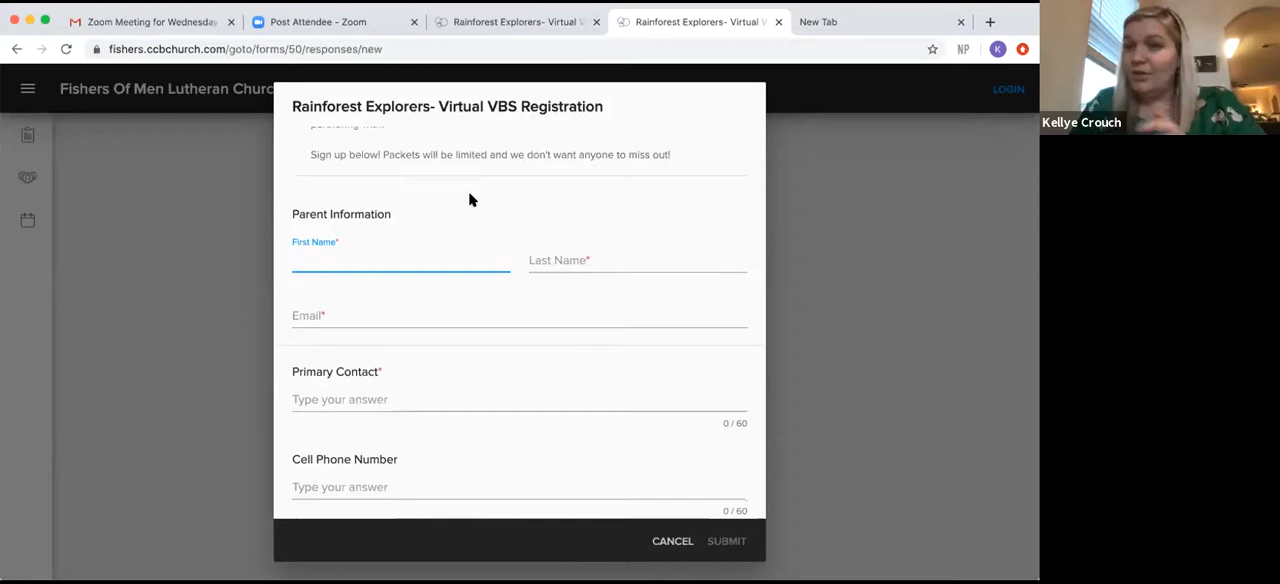 Zoom Meeting for Wednesday
Post Attendee - Zoom
Rainforest Explorers- Virtual V
Rainforest Explorers- Virtual V
New Tab
fishers.ccbchurch.com/goto/forms/50/responses/new
NP
K
Fishers Of Men Lutheran Churc
LOGIN
Kellye Crouch
Rainforest Explorers- Virtual VBS Registration
Sign up below! Packets will be limited and we don't want anyone to miss out!
Parent Information
First Name*
Last Name*
Email*
Primary Contact*
Type your answer
0 / 60
Cell Phone Number
Type your answer
0 / 60
CANCEL
SUBMIT